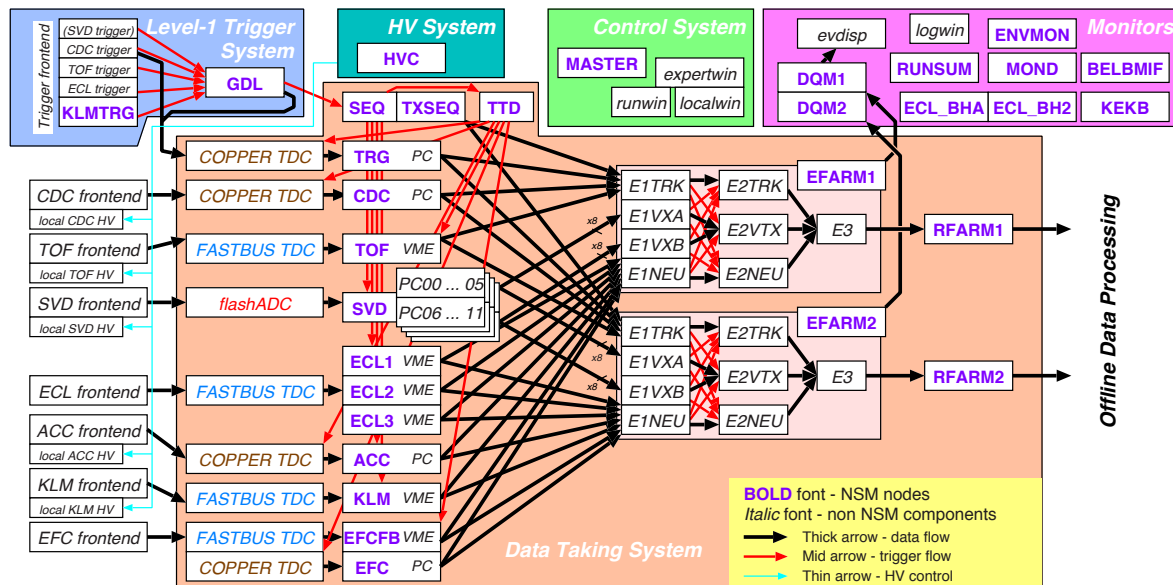 Level-1 Trigger
System
Trigger frontend
(SVD trigger)
CDC trigger
TOF trigger
ECL trigger
KLMTRG
GDL
HV System
HVC
Control System
MASTER
expertwin
runwin
localwin
Monitors
evdisp
logwin
ENVMON
DQM1
RUNSUM
MOND
BELBMIF
DQM2
ECL_BHA
ECL_BH2
KEKB
SEQ
TXSEQ
TTD
COPPER TDC
TRG
PC
CDC frontend
COPPER TDC
CDC
PC
local CDC HV
TOF frontend
FASTBUS TDC
TOF
VME
local TOF HV
SVD frontend
flashADC
SVD
PC00 ... 05
PC06 ... 11
local SVD HV
ECL1
VME
ECL frontend
FASTBUS TDC
ECL2
VME
ECL3
VME
ACC frontend
local ACC HV
COPPER TDC
ACC
PC
KLM frontend
FASTBUS TDC
KLM
VME
local KLM HV
EFC frontend
FASTBUS TDC
EFCFB
VME
COPPER TDC
EFC
PC
Data Taking System
EFARM1
E1TRK
E2TRK
x8
E1VXA
E2VTX
E3
RFARM1
x8
E1VXB
E1NEU
E2NEU
EFARM2
E1TRK
E2TRK
x8
E1VXA
E2VTX
E3
RFARM2
x8
E1VXB
E1NEU
E2NEU
Offline Data Processing
BOLD font - NSM nodes
Italic font - non NSM components
Thick arrow - data flow
Mid arrow - trigger flow
Thin arrow - HV control